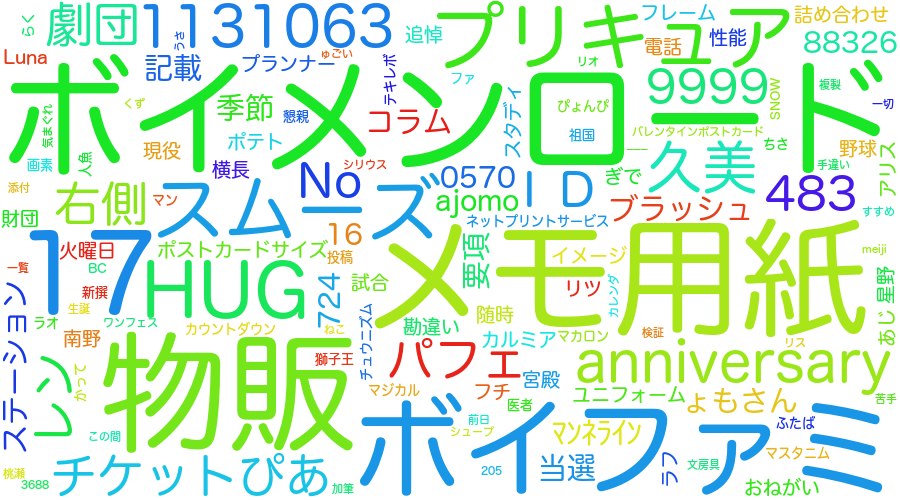 らく
劇団
1131063
うさ
プリキュア
追悼
フレーム
詰め合わせ
Luna
記載
プランナー
ゅごい
電話
性能
88326
リオ
ボイメンロード
テキレボ
ファ
9999
複製
一切
SNOW
気まぐれ
くず
季節
懇親
コラム
スタディ
ぴょんぴ
祖国
バレンタインポストカード
ちさ
野球
手違い
アリス
画素
人魚
現役
ポテト
横長
シリウス
No
0570
ID
ぎで
久美
483
添付
右側
マン
スムーズ
ajomo
ブラッシュ
すすめ
財団
ネットプリントサービス
17
火曜日
ポストカードサイズ
16
投稿
メモ用紙
要項
イメージ
meiji
一覧
BC
HUG
試合
リツ
カレンダ
星野
新撰
724
随時
ステーション
生誕
ラオ
ワンフェス
カウントダウン
ねこ
チュウニズム
勘違い
カルミア
マカロン
検証
リス
あじ
南野
物販
獅子王
パフェ
anniversary
レソ
かって
マジカル
フチ
宮殿
医者
ユニフォーム
ょもさん
苦手
この間
ボイファミ
前日
シューブ
マンネライン
ふたば
マスタニム
桃瀬
3688
チケットぴあ
加筆
205
当選
ラフ
文房具
おねがい